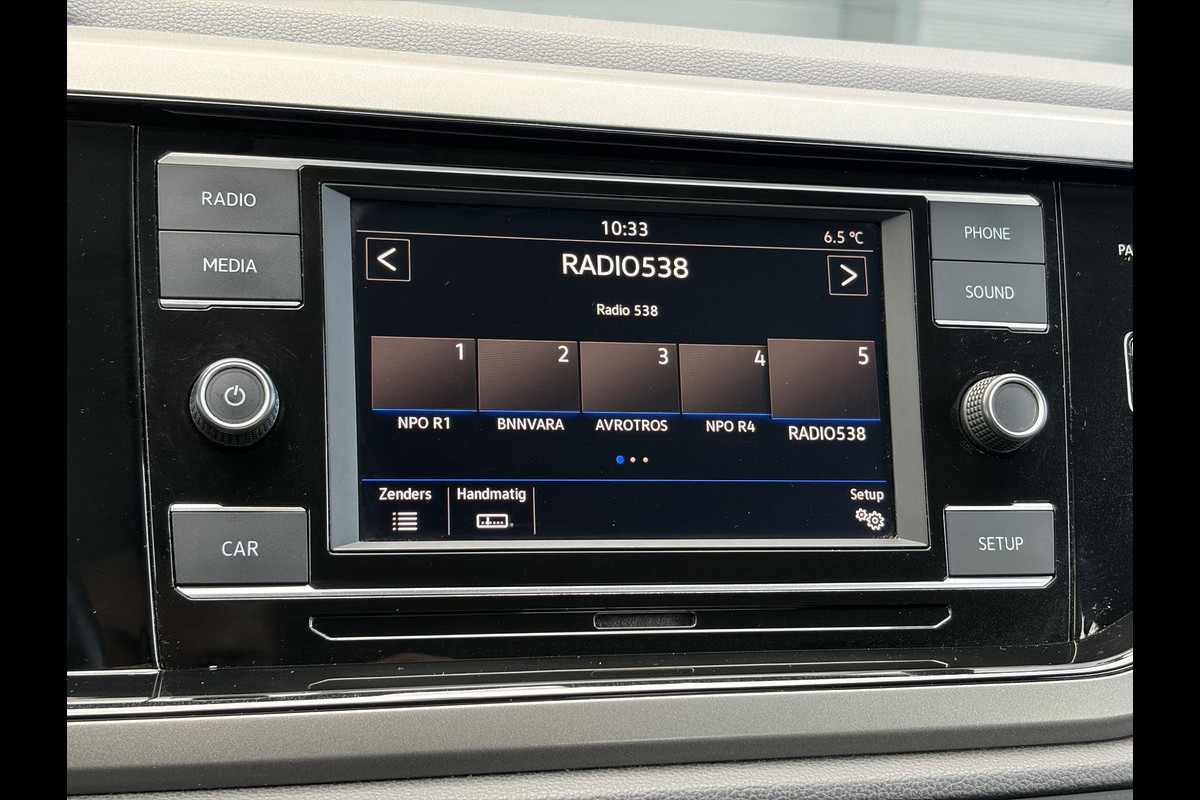 RADIO
MEDIA
CAR
10:33
6.5 °C
<
RADIO538
>
Radio 538
1
2
3
4
5
NPO R1
BNNVARA
AVROTROS
NPO R4
RADIO538
Zenders
Handmatig
Setup
PHONE
SOUND
SETUP
PA